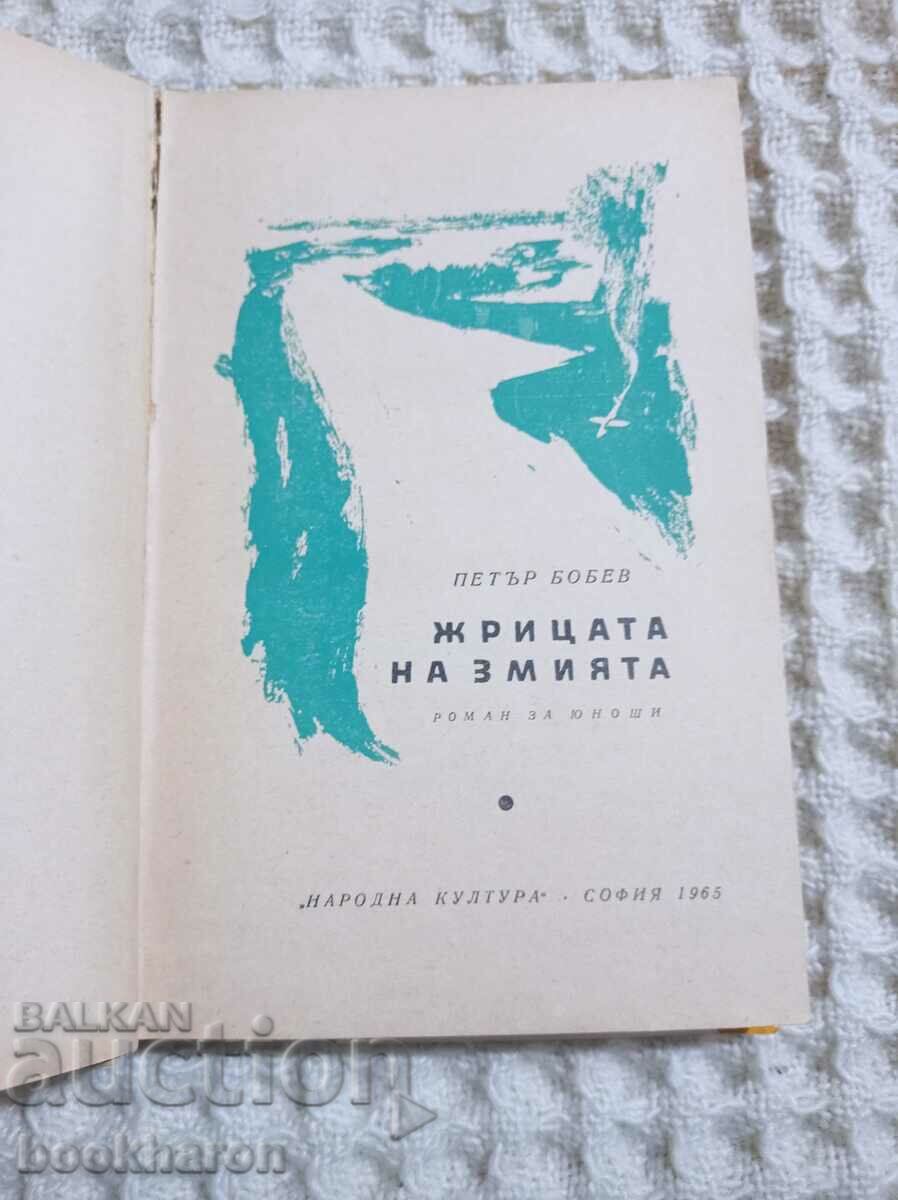 ПЕТЪР БОБЕВ
ЖРИЦАТА
НА ЗМИЯТА
РОМАН ЗА ЮНОШИ
„НАРОДНА КУЛТУРА“ . СОФИЯ 1965
BALKAN
auction
bookharon